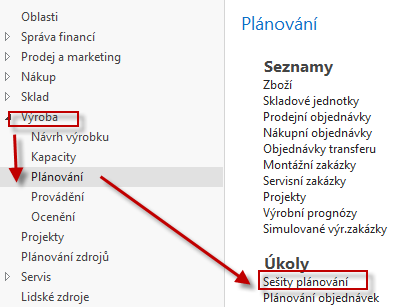 Oblasti
Správa financí
Prodej a marketing
Nákup
Sklad
Výroba
Návrh výrobku
Kapacity
Plánování
Provádění
Ocenění
Projekty
Plánování zdrojů
Servis
Lidské zdroje
Plánování
Seznamy
Zboží
Skladové jednotky
Prodejní objednávky
Nákupní objednávky
Objednávky transferu
Montážní zakázky
Servisní zakázky
Projekty
Výrobní prognózy
Simulované výr.zakázky
Úkoly
Sešity plánování
Plánování objednávek